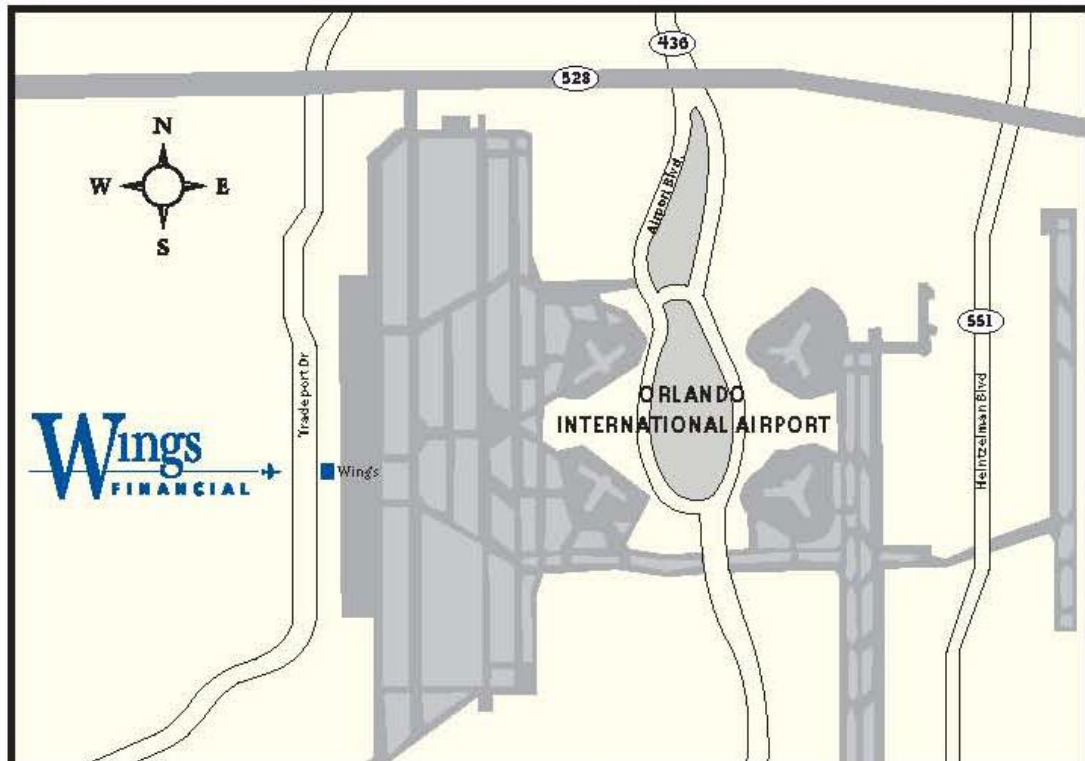 436
528
N
W E
S
Airport Blvd.
551
Tradeport Dr
Heintzelman Blvd
ORLANDO
INTERNATIONAL AIRPORT
Wings
FINANCIAL
Wings